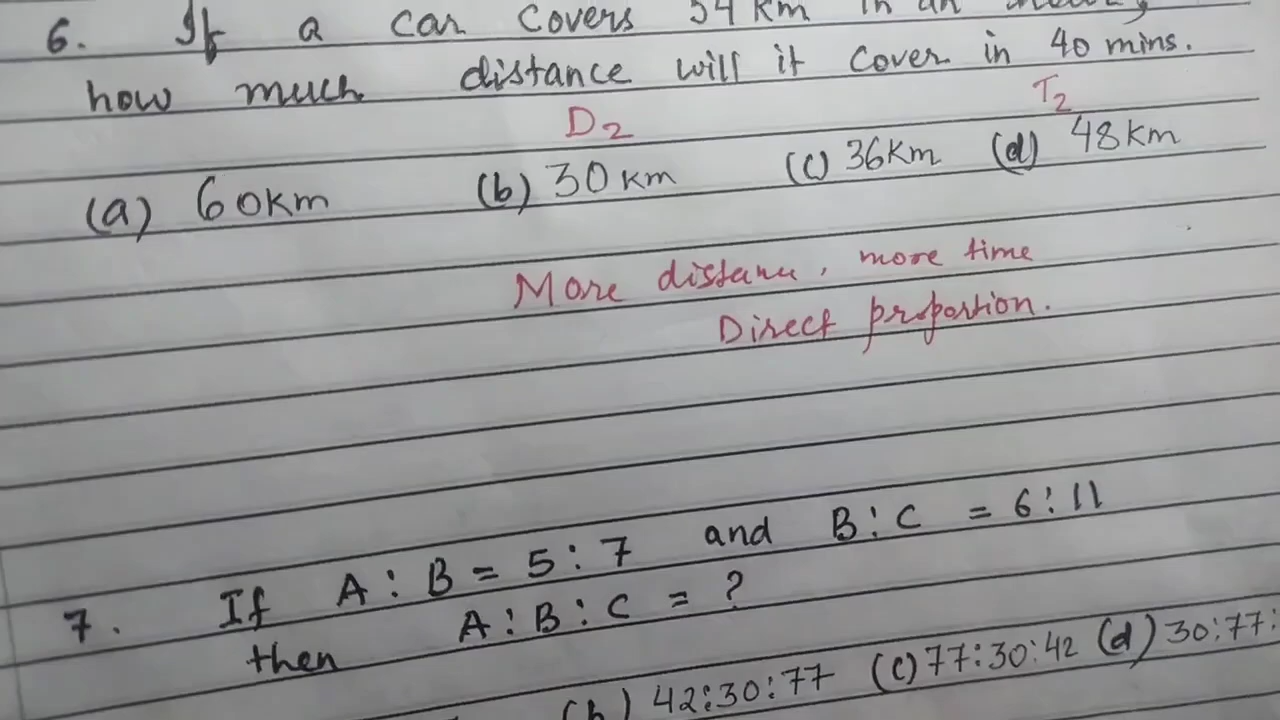 6. If a car covers 54 km in an
how much distance will it cover in 40 mins.
D2 T2
(a) 60km (b) 30 km (c) 36km (d) 48km
More distance, more time
Direct proportion.
7. If A : B = 5 : 7 and B : C = 6 : 11
then A : B : C = ?
(b) 42:30:77 (c) 77:30:42 (d) 30:77: